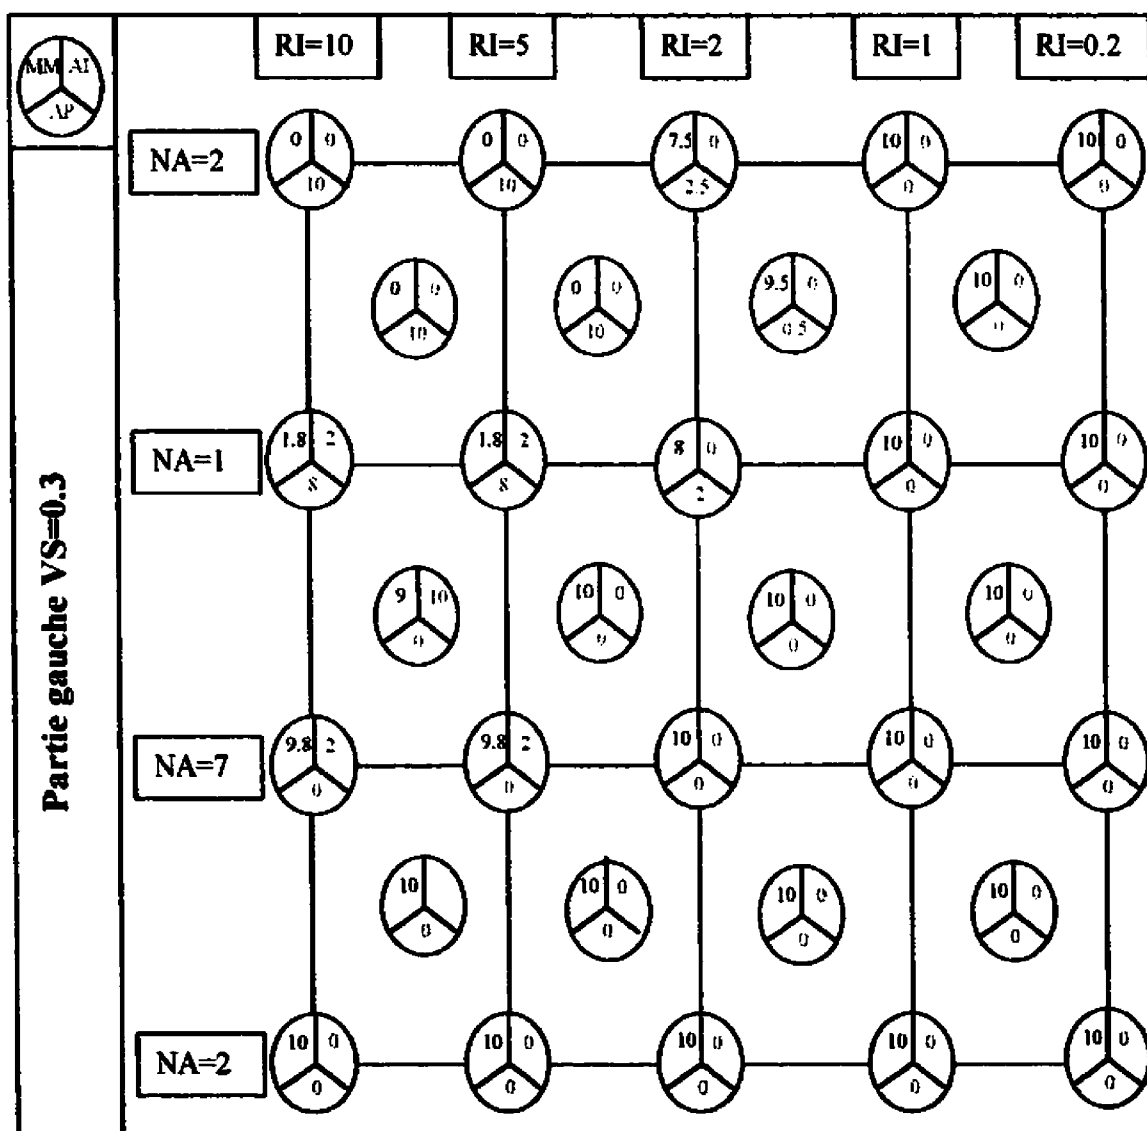 RI=10 RI=5 RI=2 RI=1 RI=0.2
MM AI
AP
NA=2
0 0 0 0 7.5 0 10 0 10 0
10 10 2.5 0 0
0 0 0 0 9.5 0 10 0
10 10 0.5 0
NA=1
1.8 2 1.8 2 8 0 10 0 10 0
8 8 2 0 0
Partie gauche VS=0.3
9 10 10 0 10 0 10 0
0 0 0 0
NA=7
9.8 2 9.8 2 10 0 10 0 10 0
0 0 0 0 0
10 10 0 10 0 10 0
0 0 0 0
NA=2
10 0 10 0 10 0 10 0 10 0
0 0 0 0 0